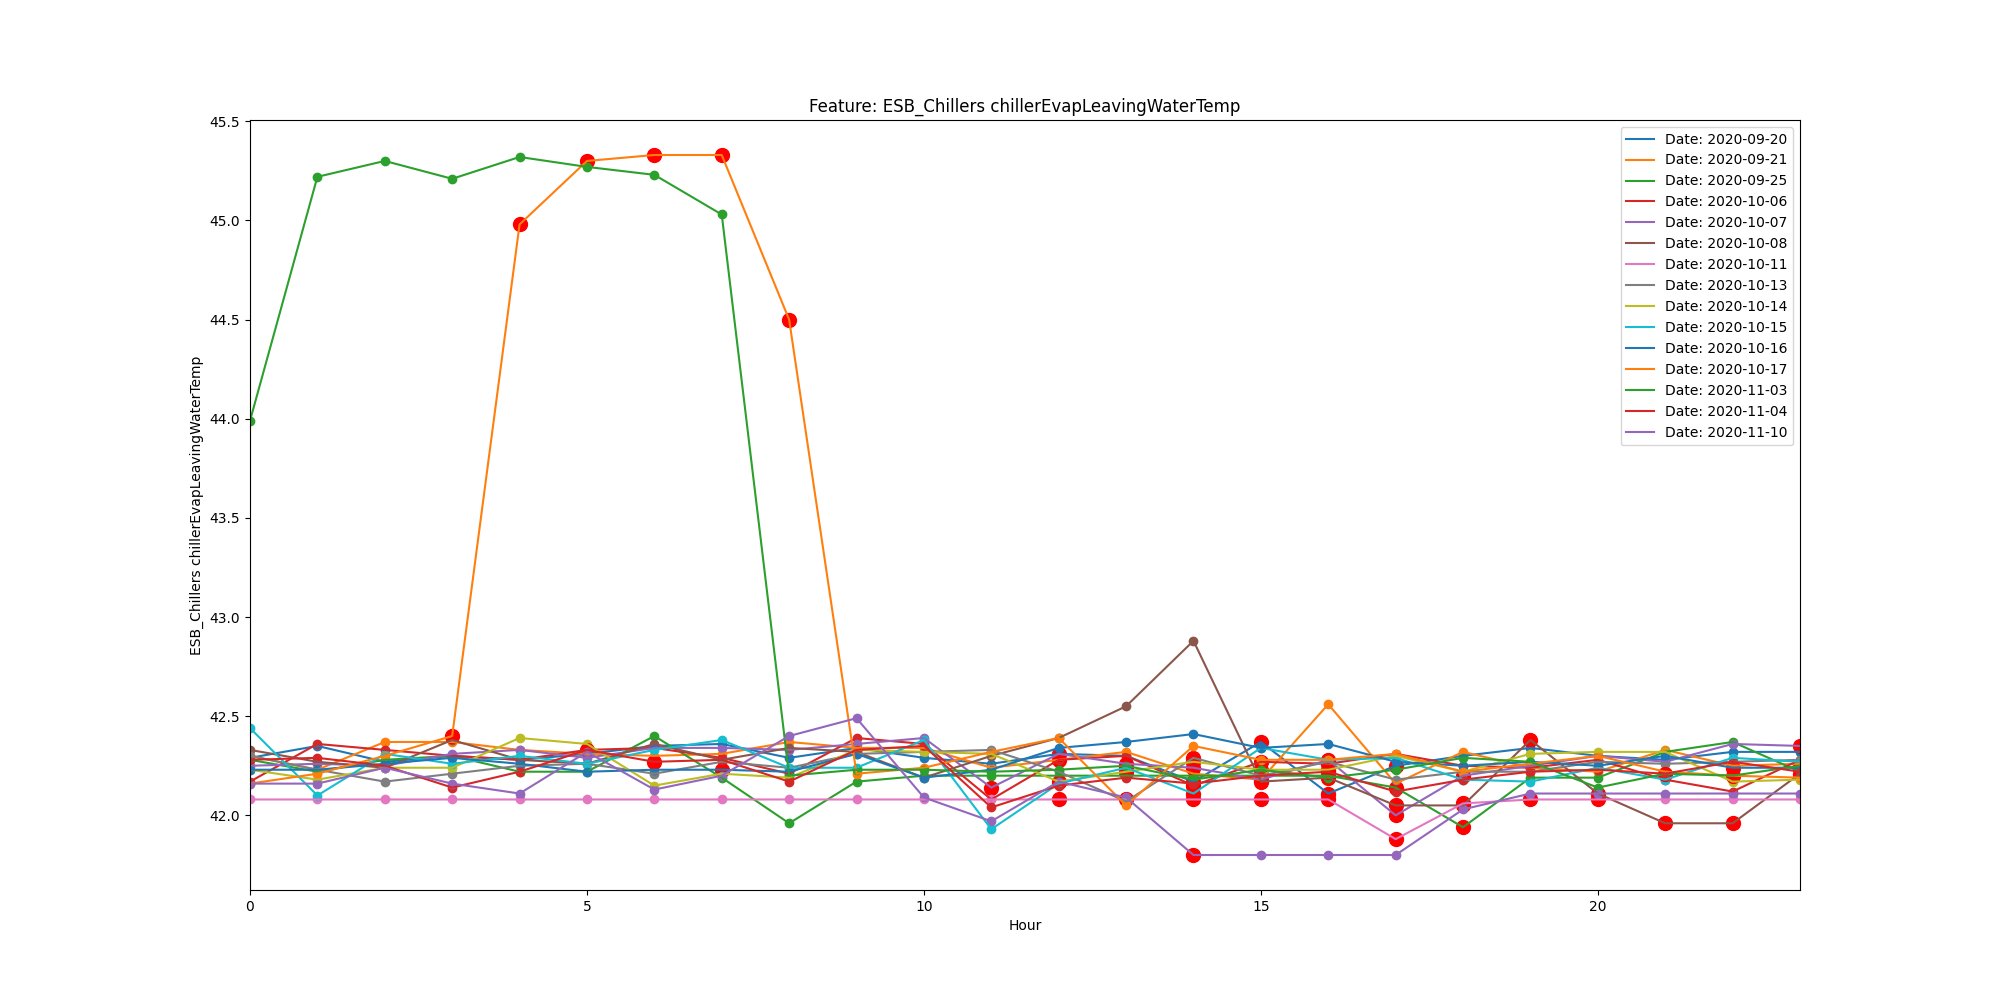 Feature: ESB_Chillers chillerEvapLeavingWaterTemp
45.5
45.0
44.5
44.0
43.5
43.0
42.5
42.0
ESB_Chillers chillerEvapLeavingWaterTemp
Date: 2020-09-20
Date: 2020-09-21
Date: 2020-09-25
Date: 2020-10-06
Date: 2020-10-07
Date: 2020-10-08
Date: 2020-10-11
Date: 2020-10-13
Date: 2020-10-14
Date: 2020-10-15
Date: 2020-10-16
Date: 2020-10-17
Date: 2020-11-03
Date: 2020-11-04
Date: 2020-11-10
0 5 10 15 20
Hour